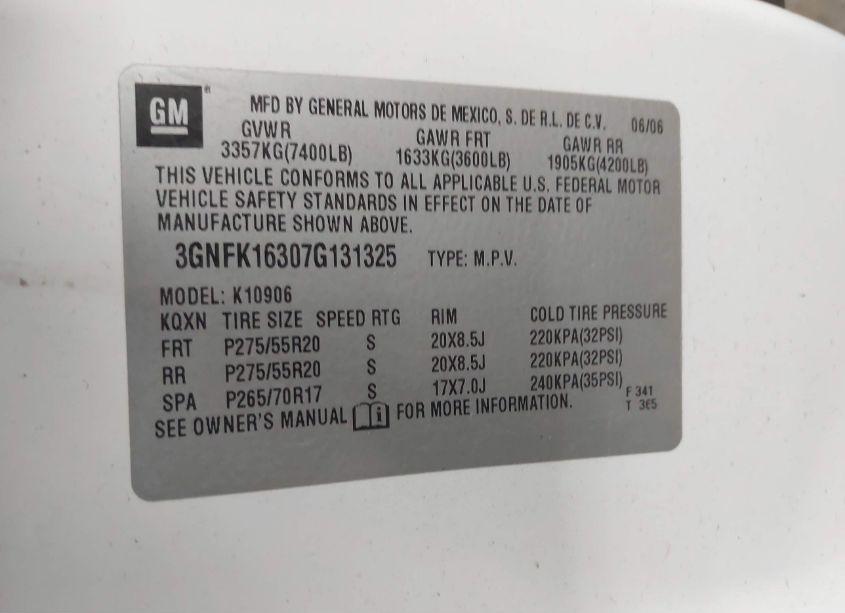 GM ®
MFD BY GENERAL MOTORS DE MEXICO, S. DE R.L. DE C.V. 06/06
GVWR GAWR FRT GAWR RR
3357KG(7400LB) 1633KG(3600LB) 1905KG(4200LB)
THIS VEHICLE CONFORMS TO ALL APPLICABLE U.S. FEDERAL MOTOR
VEHICLE SAFETY STANDARDS IN EFFECT ON THE DATE OF
MANUFACTURE SHOWN ABOVE.
3GNFK16307G131325 TYPE: M.P.V.
MODEL: K10906
KQXN TIRE SIZE SPEED RTG RIM COLD TIRE PRESSURE
FRT P275/55R20 S 20X8.5J 220KPA(32PSI)
RR P275/55R20 S 20X8.5J 220KPA(32PSI)
SPA P265/70R17 S 17X7.0J 240KPA(35PSI)
SEE OWNER'S MANUAL FOR MORE INFORMATION.
F 341
T 3E5